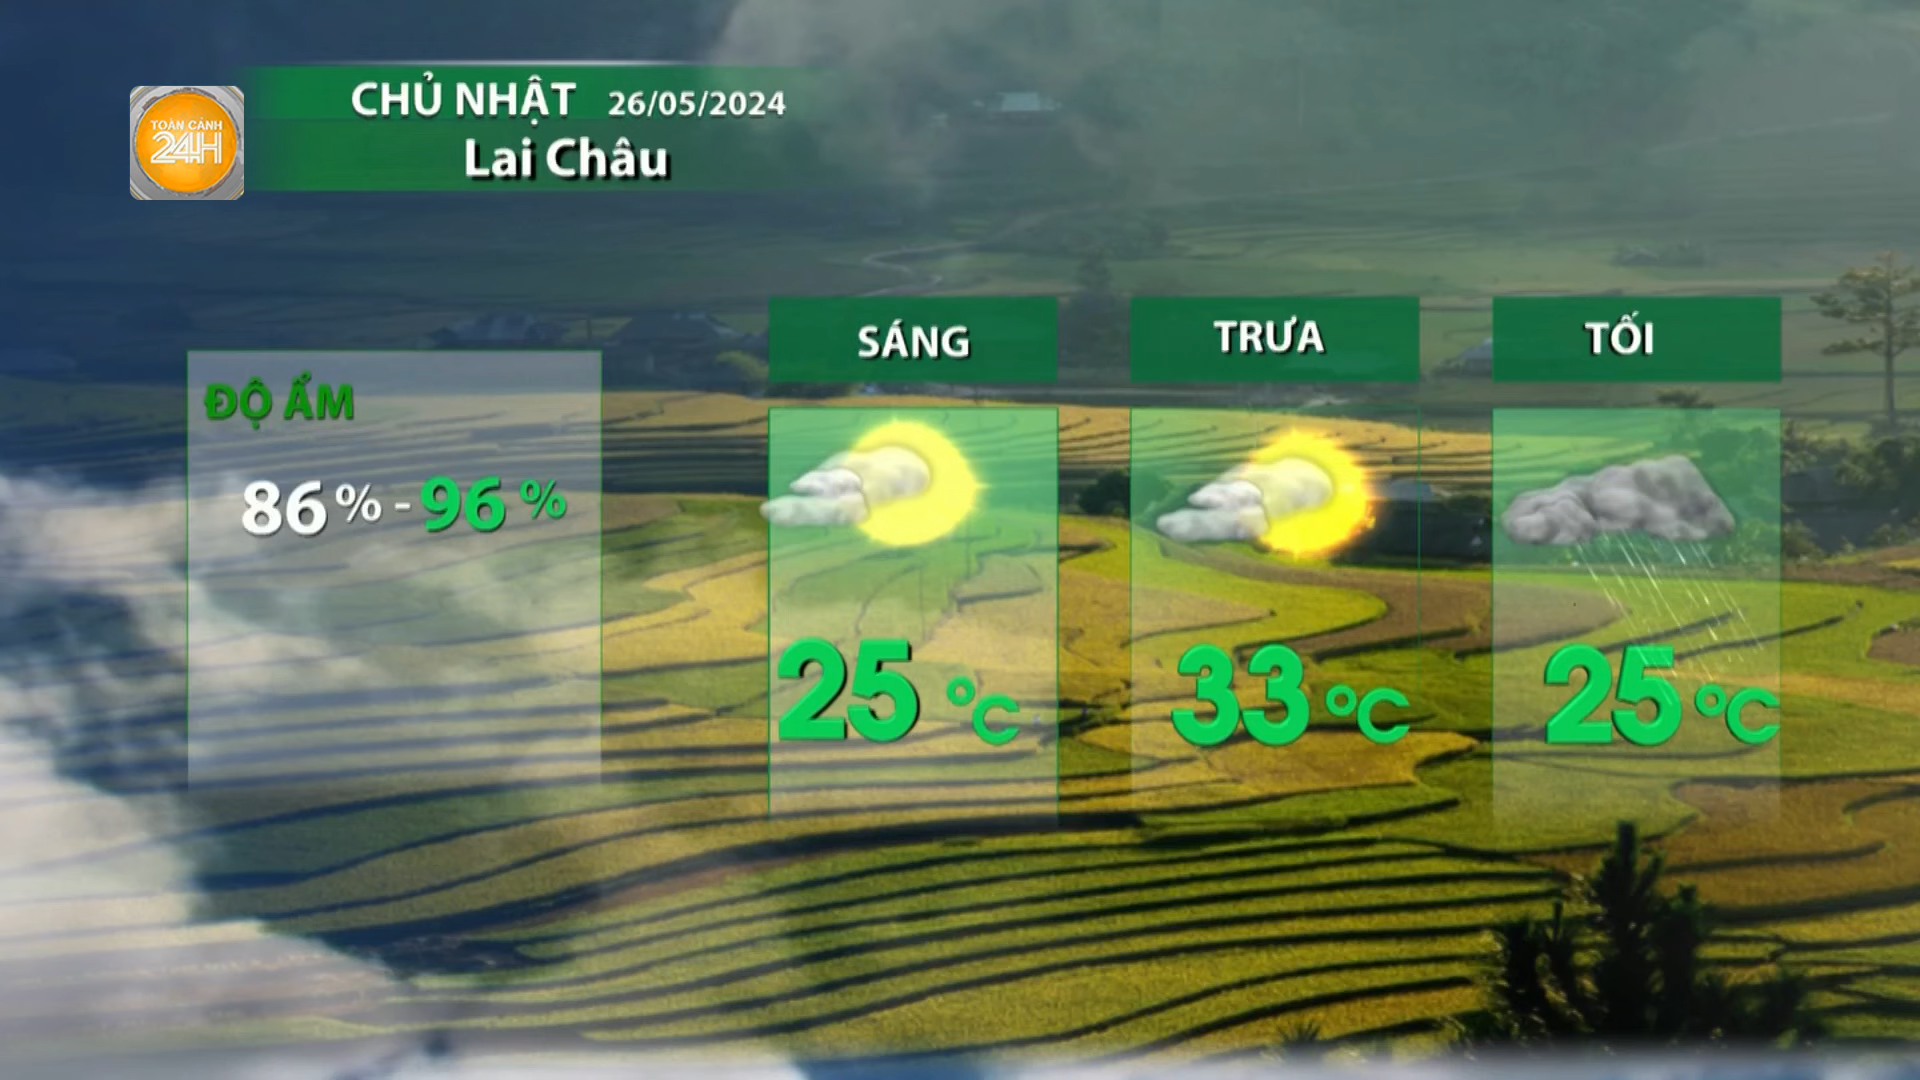 TOÀN CẢNH
24H
CHỦ NHẬT 26/05/2024
Lai Châu
ĐỘ ẨM
86% - 96%
SÁNG
TRƯA
TỐI
25 °C
33 °C
25 °C